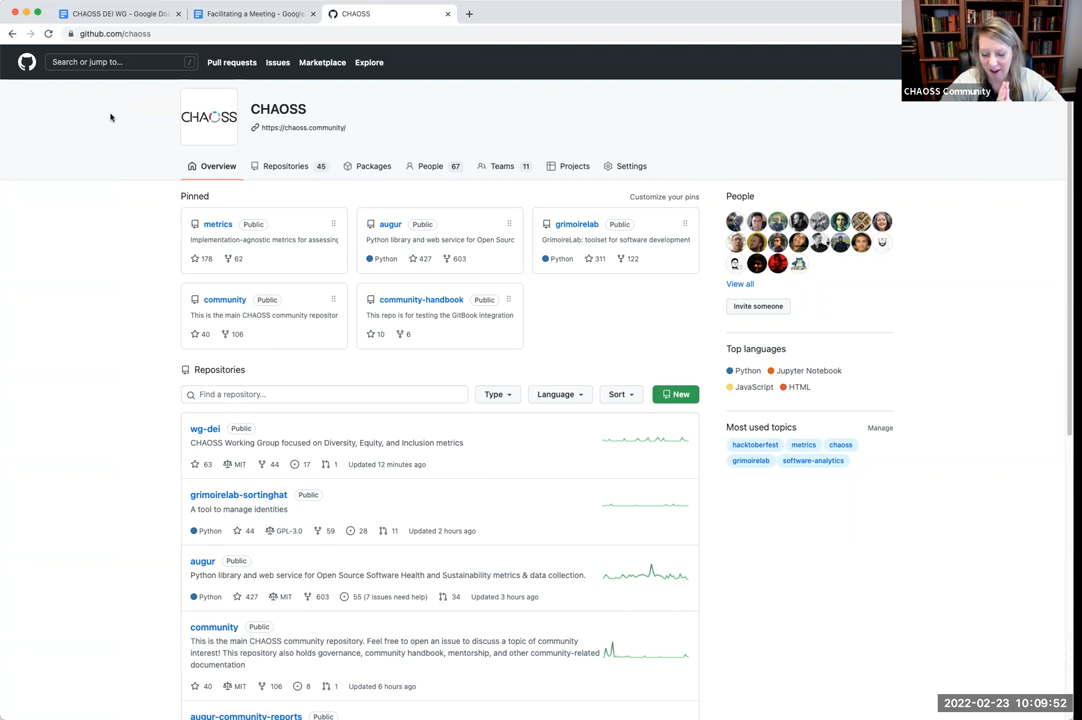 CHAOSS DEI WG - Google Doc
Facilitating a Meeting - Google
CHAOSS
github.com/chaoss
Search or jump to...
/
Pull requests
Issues
Marketplace
Explore
CHAOSS Community
CHAOSS
CHAOSS
https://chaoss.community/
Overview
Repositories 45
Packages
People 67
Teams 11
Projects
Settings
Pinned
Customize your pins
metrics Public
Implementation-agnostic metrics for assessing
178 62
augur Public
Python library and web service for Open Sourc
Python 427 603
grimoirelab Public
GrimoireLab: toolset for software development
Python 311 122
community Public
This is the main CHAOSS community repositor
40 106
community-handbook Public
This repo is for testing the GitBook integration
10 6
People
View all
Invite someone
Repositories
Find a repository...
Type
Language
Sort
New
Top languages
Python Jupyter Notebook
JavaScript HTML
Most used topics
Manage
hacktoberfest metrics chaoss
grimoirelab software-analytics
wg-dei Public
CHAOSS Working Group focused on Diversity, Equity, and Inclusion metrics
63 MIT 44 17 1 Updated 12 minutes ago
grimoirelab-sortinghat Public
A tool to manage identities
Python 44 GPL-3.0 59 28 11 Updated 2 hours ago
augur Public
Python library and web service for Open Source Software Health and Sustainability metrics & data collection.
Python 427 MIT 603 55 (7 issues need help) 34 Updated 3 hours ago
community Public
This is the main CHAOSS community repository. Feel free to open an issue to discuss a topic of community
interest! This repository also holds governance, community handbook, mentorship, and other community-related
documentation
40 MIT 106 8 1 Updated 6 hours ago
augur-community-reports Public
2022-02-23 10:09:52